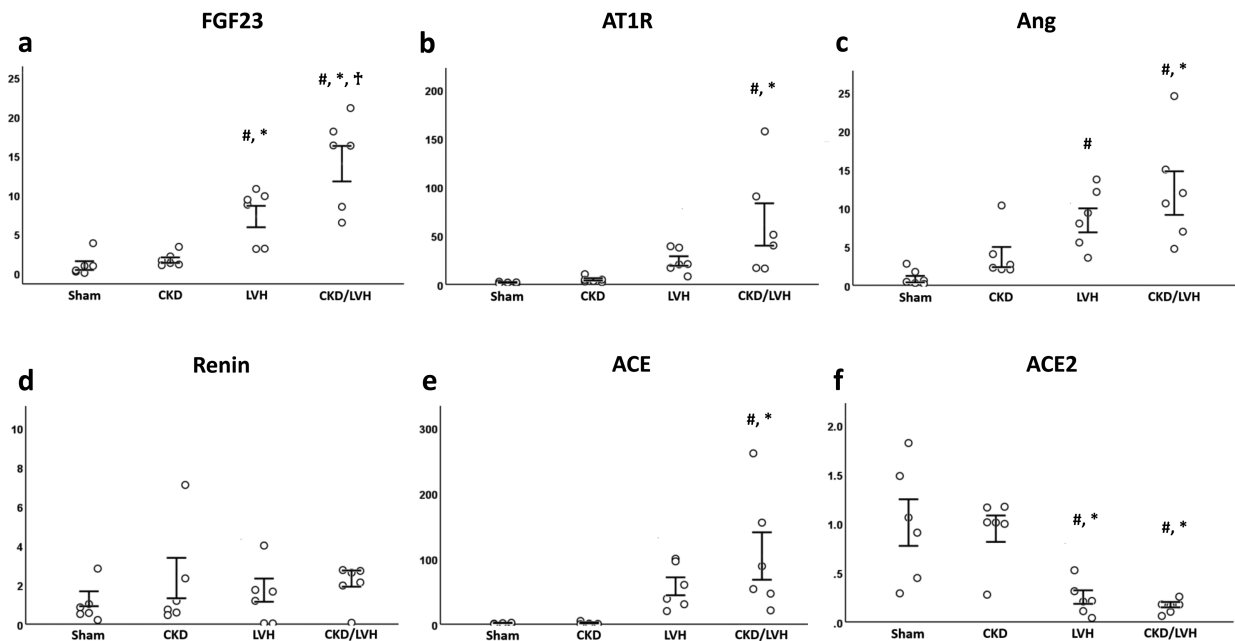 FGF23
AT1R
Ang
a
b
c
25
20
15
10
5
0
#, *
#, *, ☨
Sham
CKD
LVH
CKD/LVH
200
150
100
50
0
#, *
Sham
CKD
LVH
CKD/LVH
25
20
15
10
5
0
#
#, *
Sham
CKD
LVH
CKD/LVH
Renin
ACE
ACE2
d
e
f
10
8
6
4
2
0
Sham
CKD
LVH
CKD/LVH
300
200
100
0
#, *
Sham
CKD
LVH
CKD/LVH
2.0
1.5
1.0
.5
.0
#, *
#, *
Sham
CKD
LVH
CKD/LVH